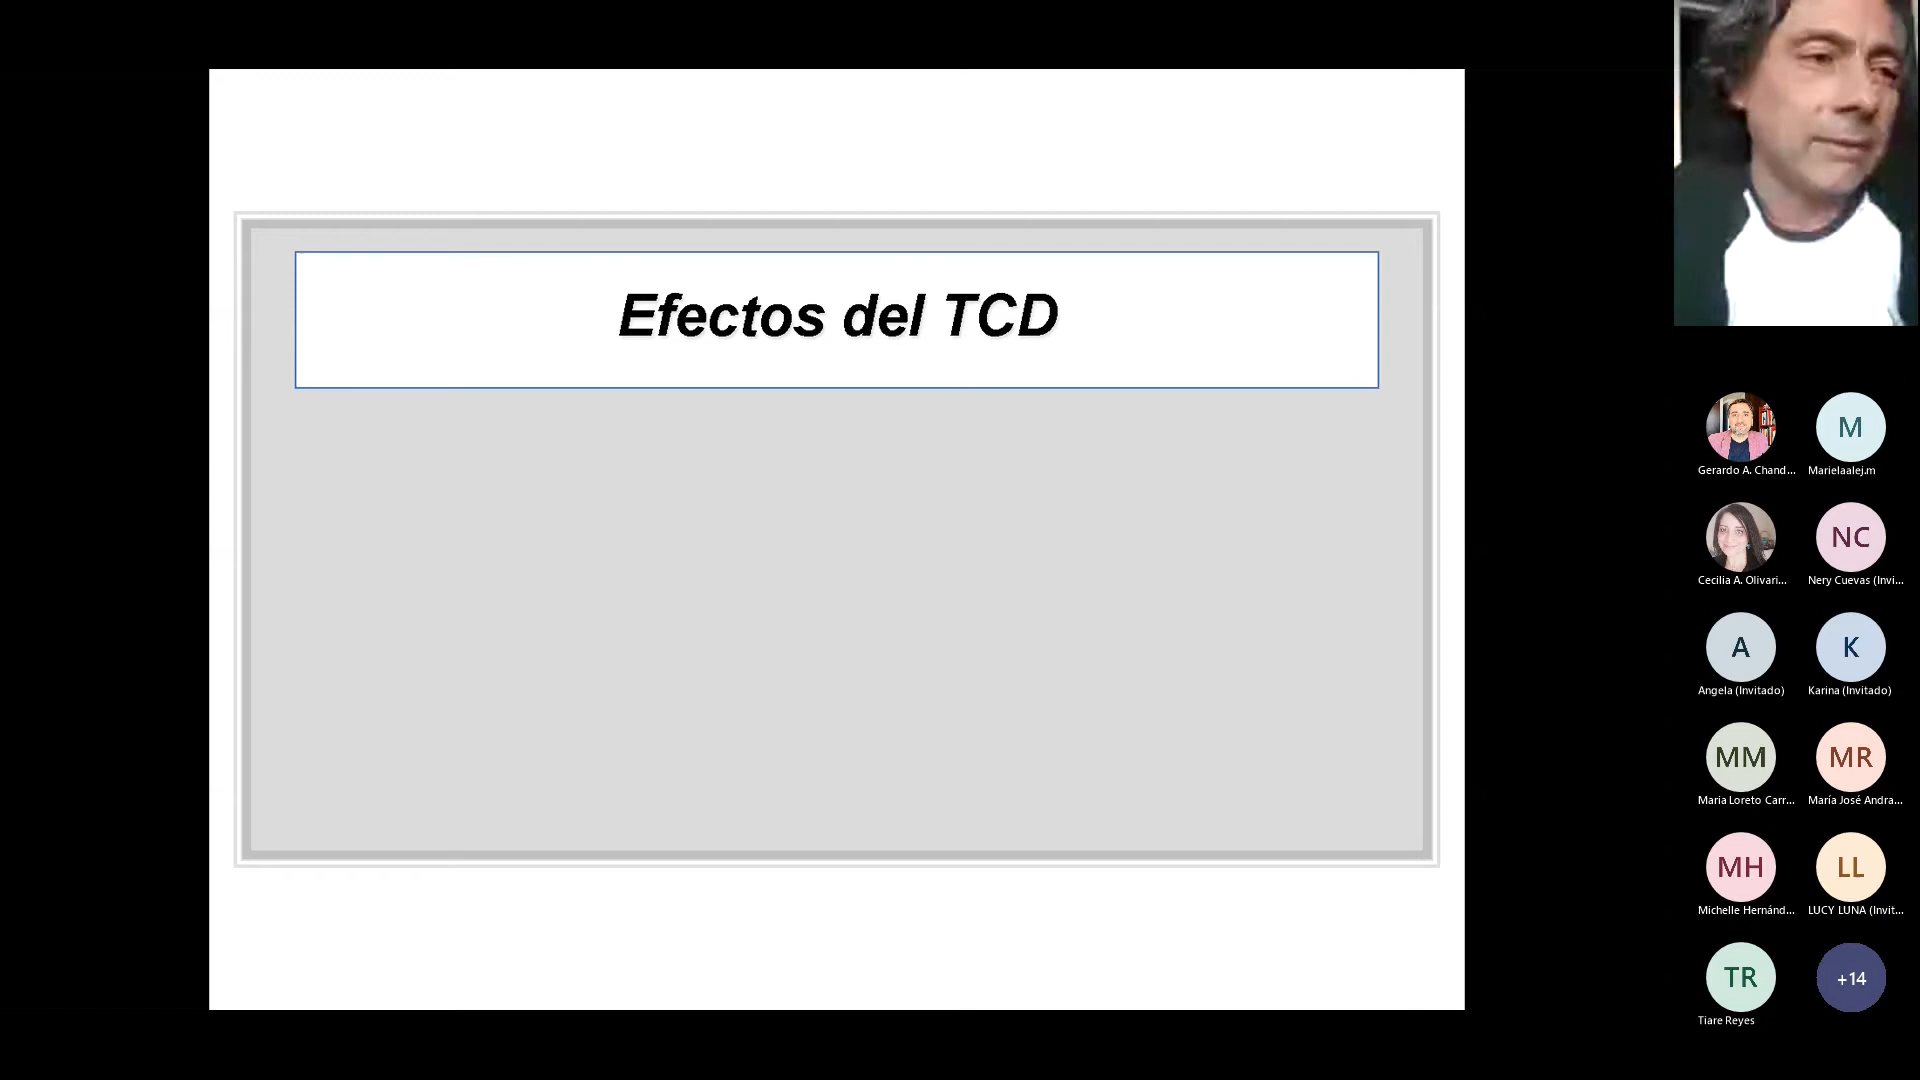 Efectos del TCD
Gerardo A. Chand...
M
Marielaalej.m
Cecilia A. Olivari...
NC
Nery Cuevas (Invi...
A
Angela (Invitado)
K
Karina (Invitado)
MM
Maria Loreto Carr...
MR
María José Andra...
MH
Michelle Hernánd...
LL
LUCY LUNA (Invit...
TR
Tiare Reyes
+14